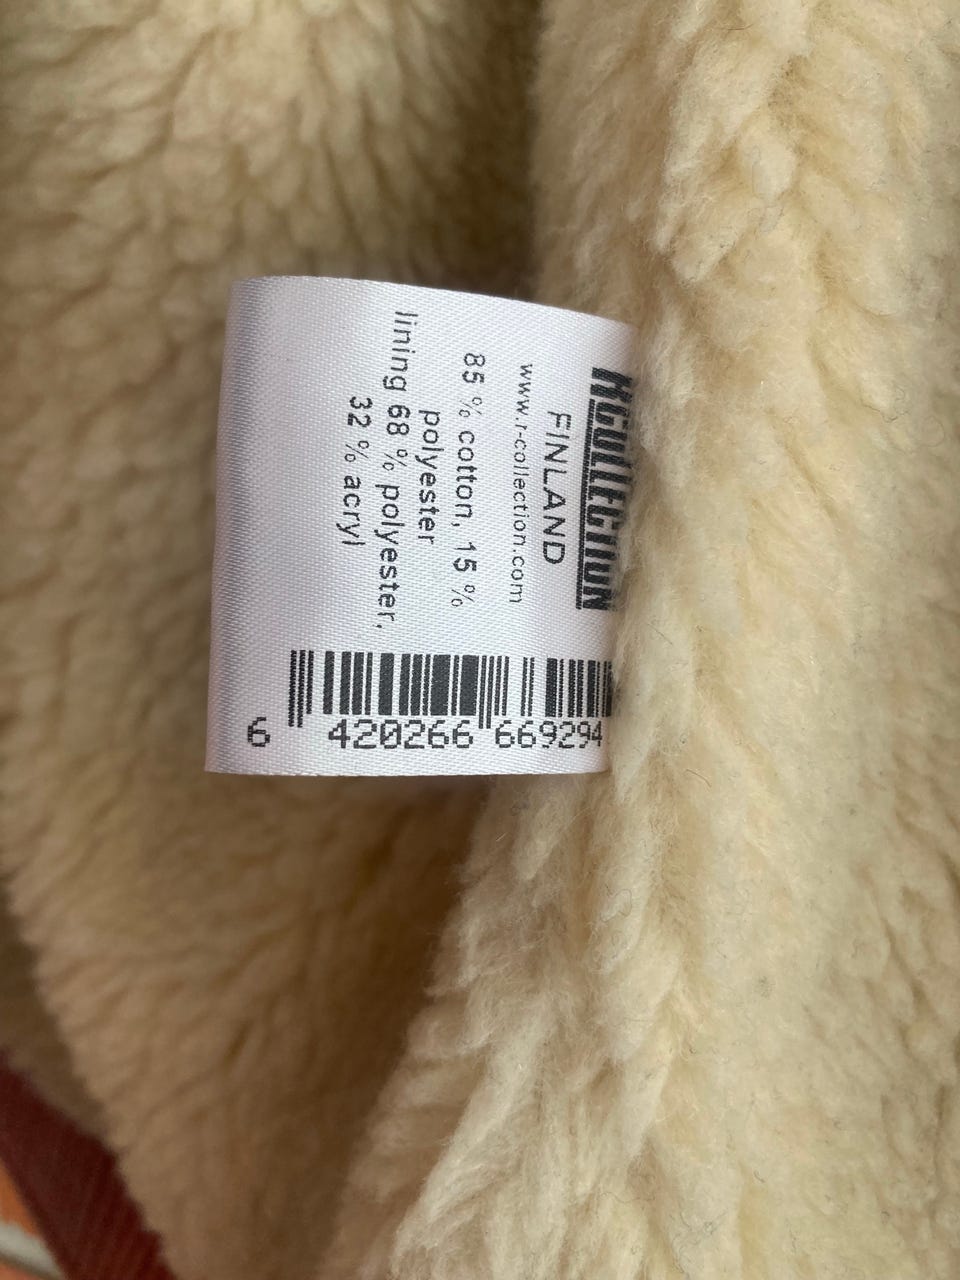 RCOLLECTION
FINLAND
www.r-collection.com
85 % cotton, 15 %
polyester
lining 68 % polyester,
32 % acryl
6 420266 669294